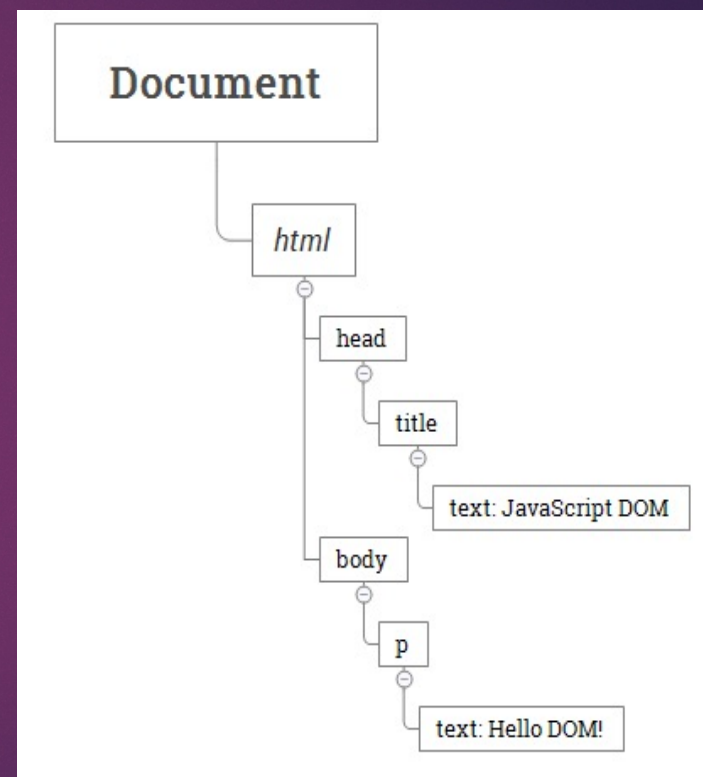 Document
html
head
title
text: JavaScript DOM
body
p
text: Hello DOM!